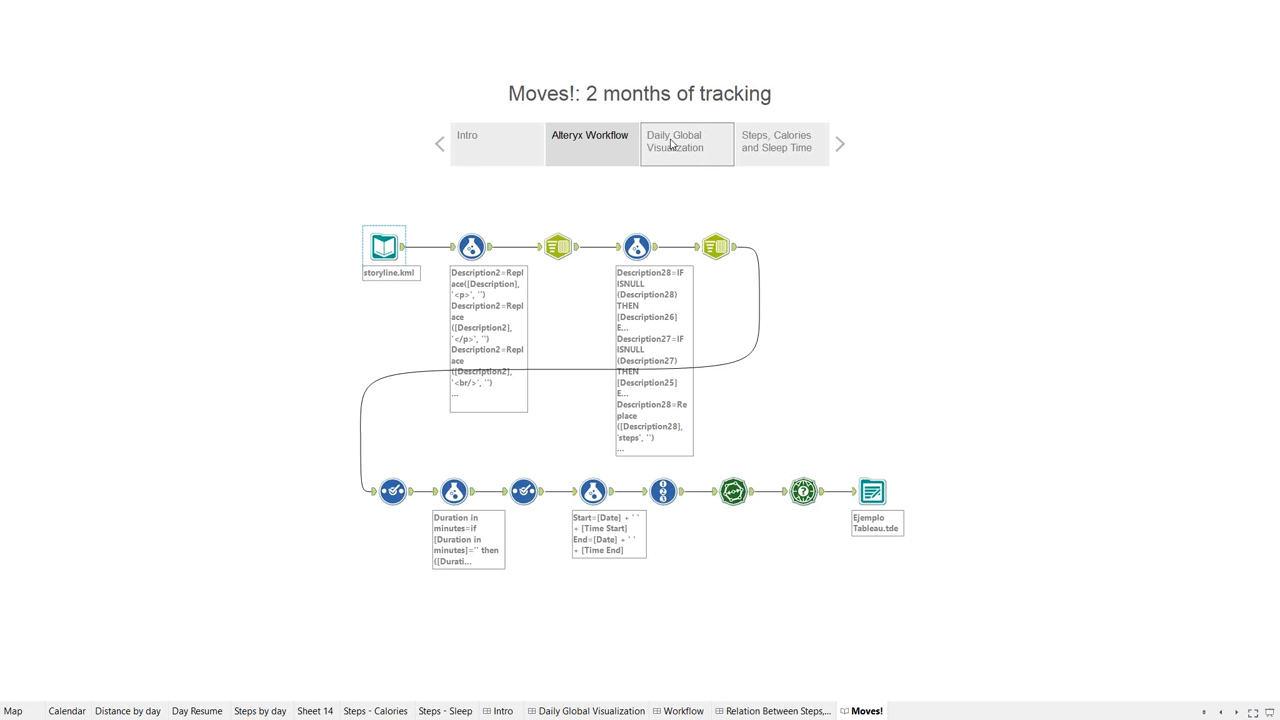 Moves!: 2 months of tracking
Intro
Alteryx Workflow
Daily Global
Visualization
Steps, Calories
and Sleep Time
storyline.kml
Description2=Repl
ace([Description],
'<p>', '')
Description2=Repl
ace
([Description2],
'</p>', '')
Description2=Repl
ace
([Description2],
'<br/>', '')
...
Description28=IF
ISNULL
(Description28)
THEN
[Description26]
E...
Description27=IF
ISNULL
(Description27)
THEN
[Description25]
E...
Description28=Re
place
([Description28],
'steps', '')
...
1
2
3
?
Duration in
minutes=if
[Duration in
minutes]='' then
([Durati...
Start=[Date] + ' '
+ [Time Start]
End=[Date] + ' '
+ [Time End]
Ejemplo
Tableau.tde
Map
Calendar
Distance by day
Day Resume
Steps by day
Sheet 14
Steps - Calories
Steps - Sleep
Intro
Daily Global Visualization
Workflow
Relation Between Steps,...
Moves!